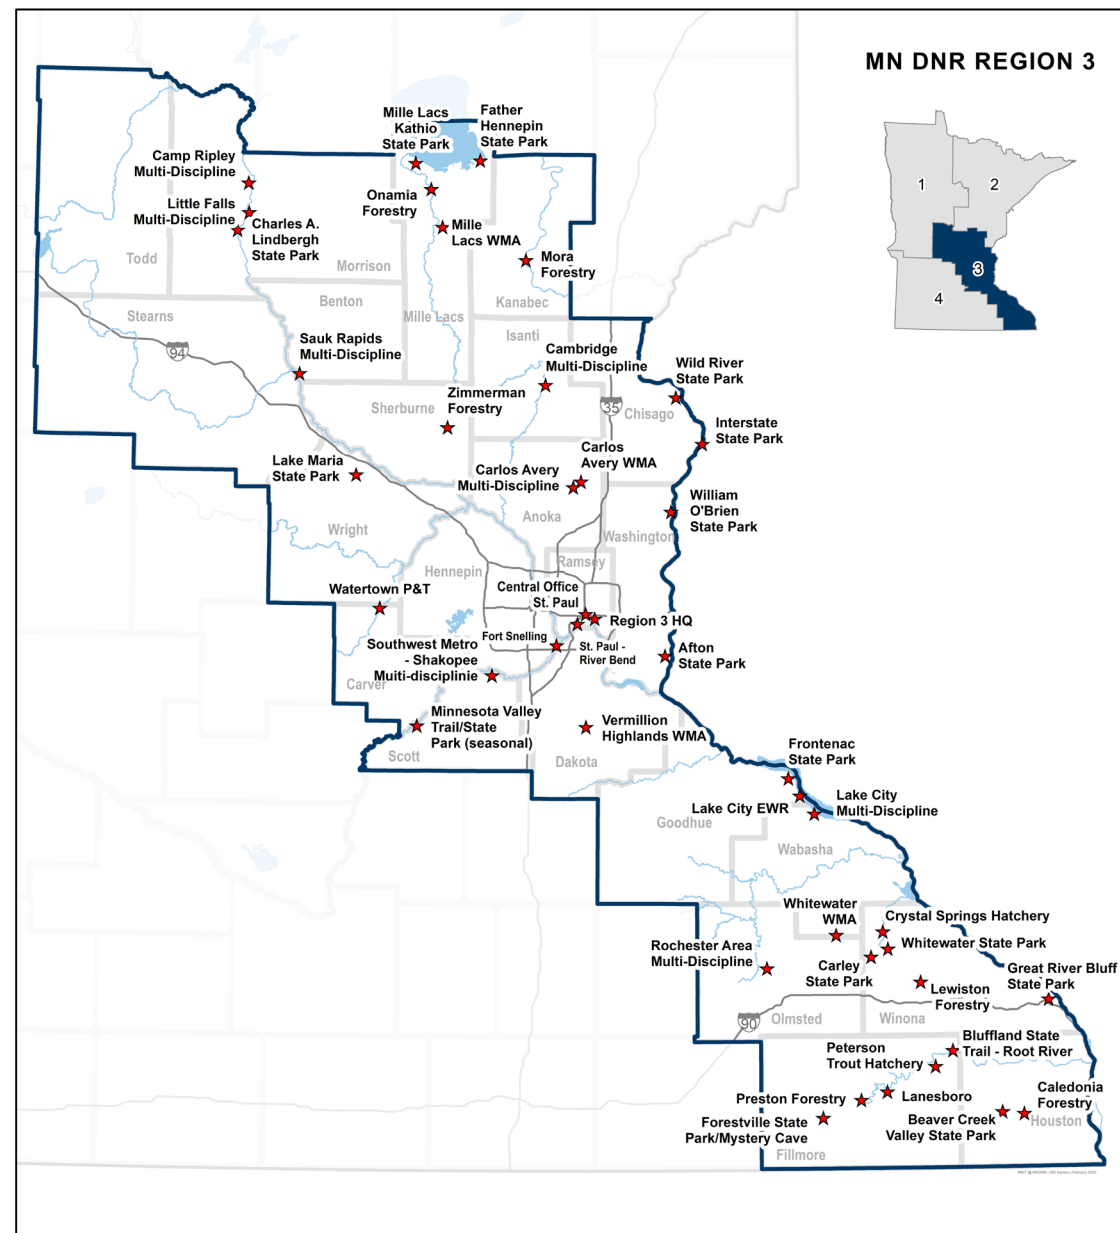 MN DNR REGION 3
1
2
3
4
Mille Lacs
Kathio
State Park
Father
Hennepin
State Park
Camp Ripley
Multi-Discipline
Onamia
Forestry
Little Falls
Multi-Discipline
Charles A.
Lindbergh
State Park
Mille
Lacs WMA
Mora
Forestry
Todd
Morrison
Benton
Mille Lacs
Kanabec
Stearns
Isanti
94
Sauk Rapids
Multi-Discipline
Cambridge
Multi-Discipline
Wild River
State Park
Zimmerman
Forestry
Sherburne
35
Chisago
Interstate
State Park
Lake Maria
State Park
Carlos Avery
Multi-Discipline
Carlos
Avery WMA
William
O'Brien
State Park
Anoka
Wright
Washington
Hennepin
Ramsey
Watertown P&T
Central Office
St. Paul
Region 3 HQ
Fort Snelling
St. Paul -
River Bend
Southwest Metro
- Shakopee
Muiti-disciplinie
Afton
State Park
Carver
Minnesota Valley
Trail/State
Park (seasonal)
Vermillion
Highlands WMA
Scott
Dakota
Frontenac
State Park
Lake City EWR
Lake City
Multi-Discipline
Goodhue
Wabasha
Whitewater
WMA
Crystal Springs Hatchery
Whitewater State Park
Rochester Area
Multi-Discipline
Carley
State Park
Great River Bluff
State Park
Lewiston
Forestry
90
Olmsted
Winona
Bluffland State
Trail - Root River
Peterson
Trout Hatchery
Lanesboro
Preston Forestry
Caledonia
Forestry
Forestville State
Park/Mystery Cave
Beaver Creek
Valley State Park
Houston
Fillmore